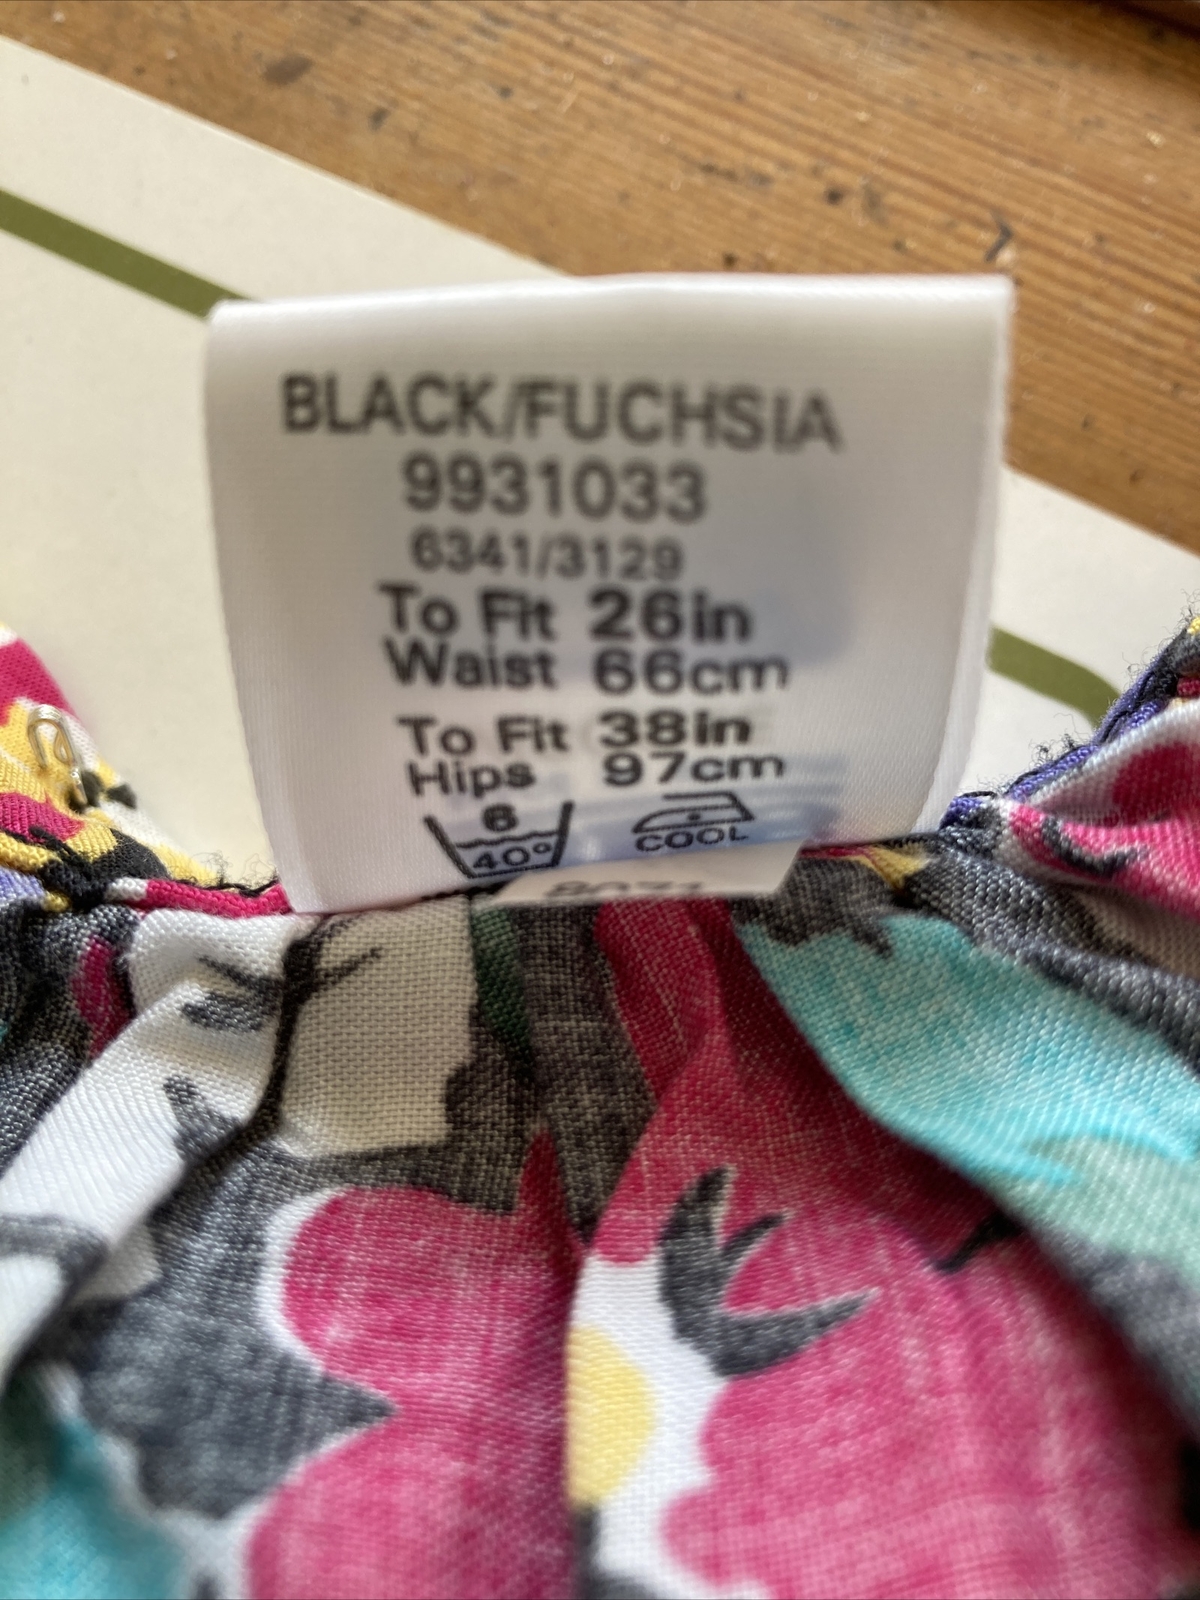 BLACK/FUCHSIA
9931033
6341/3129
To Fit 26in
Waist 66cm
To Fit 38in
Hips 97cm
6
40°
COOL